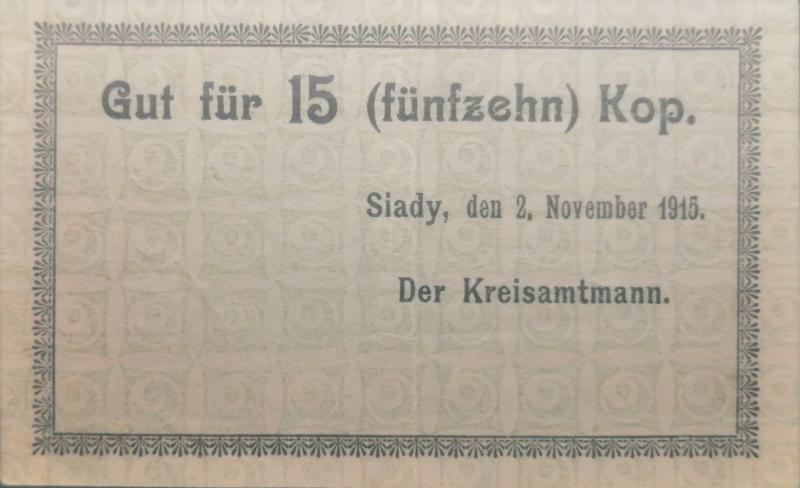 Gut für 15 (fünfzehn) Kop.
Siady, den 2. November 1915.
Der Kreisamtmann.